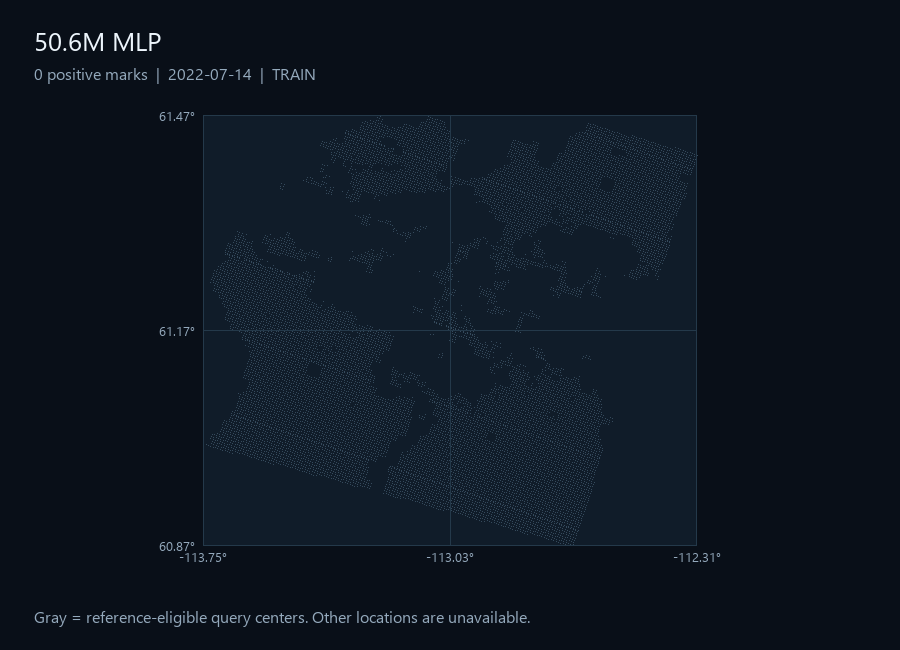 50.6M MLP
0 positive marks | 2022-07-14 | TRAIN
61.47°
61.17°
60.87°
-113.75°
-113.03°
-112.31°
Gray = reference-eligible query centers. Other locations are unavailable.